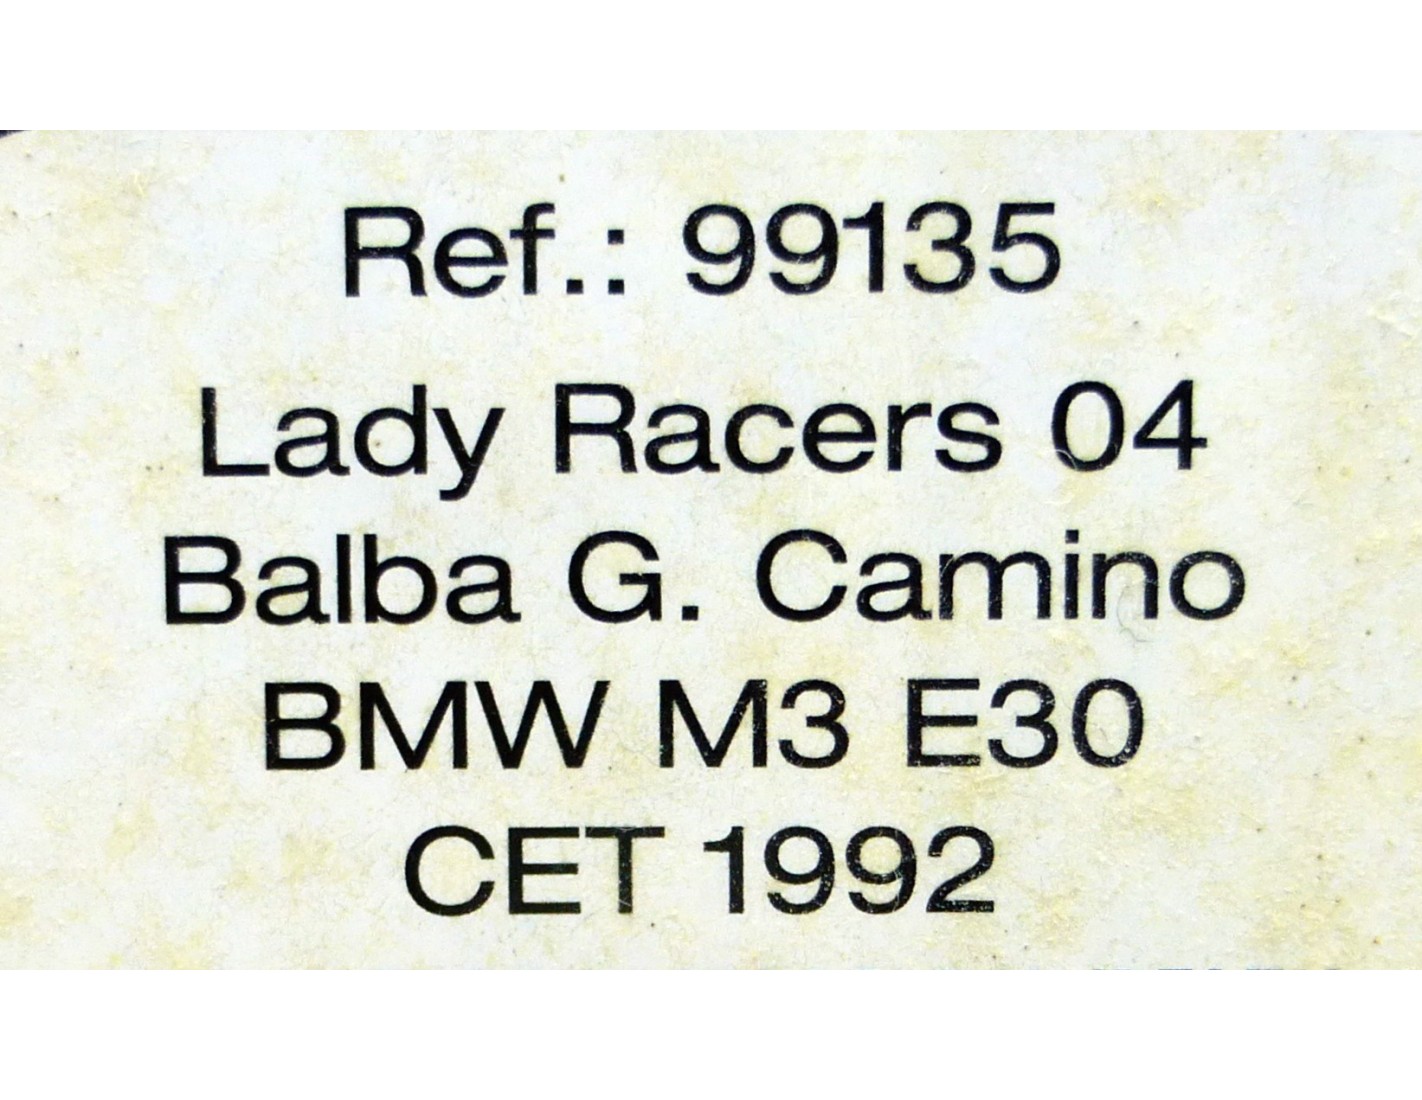 Ref.: 99135
Lady Racers 04
Balba G. Camino
BMW M3 E30
CET 1992